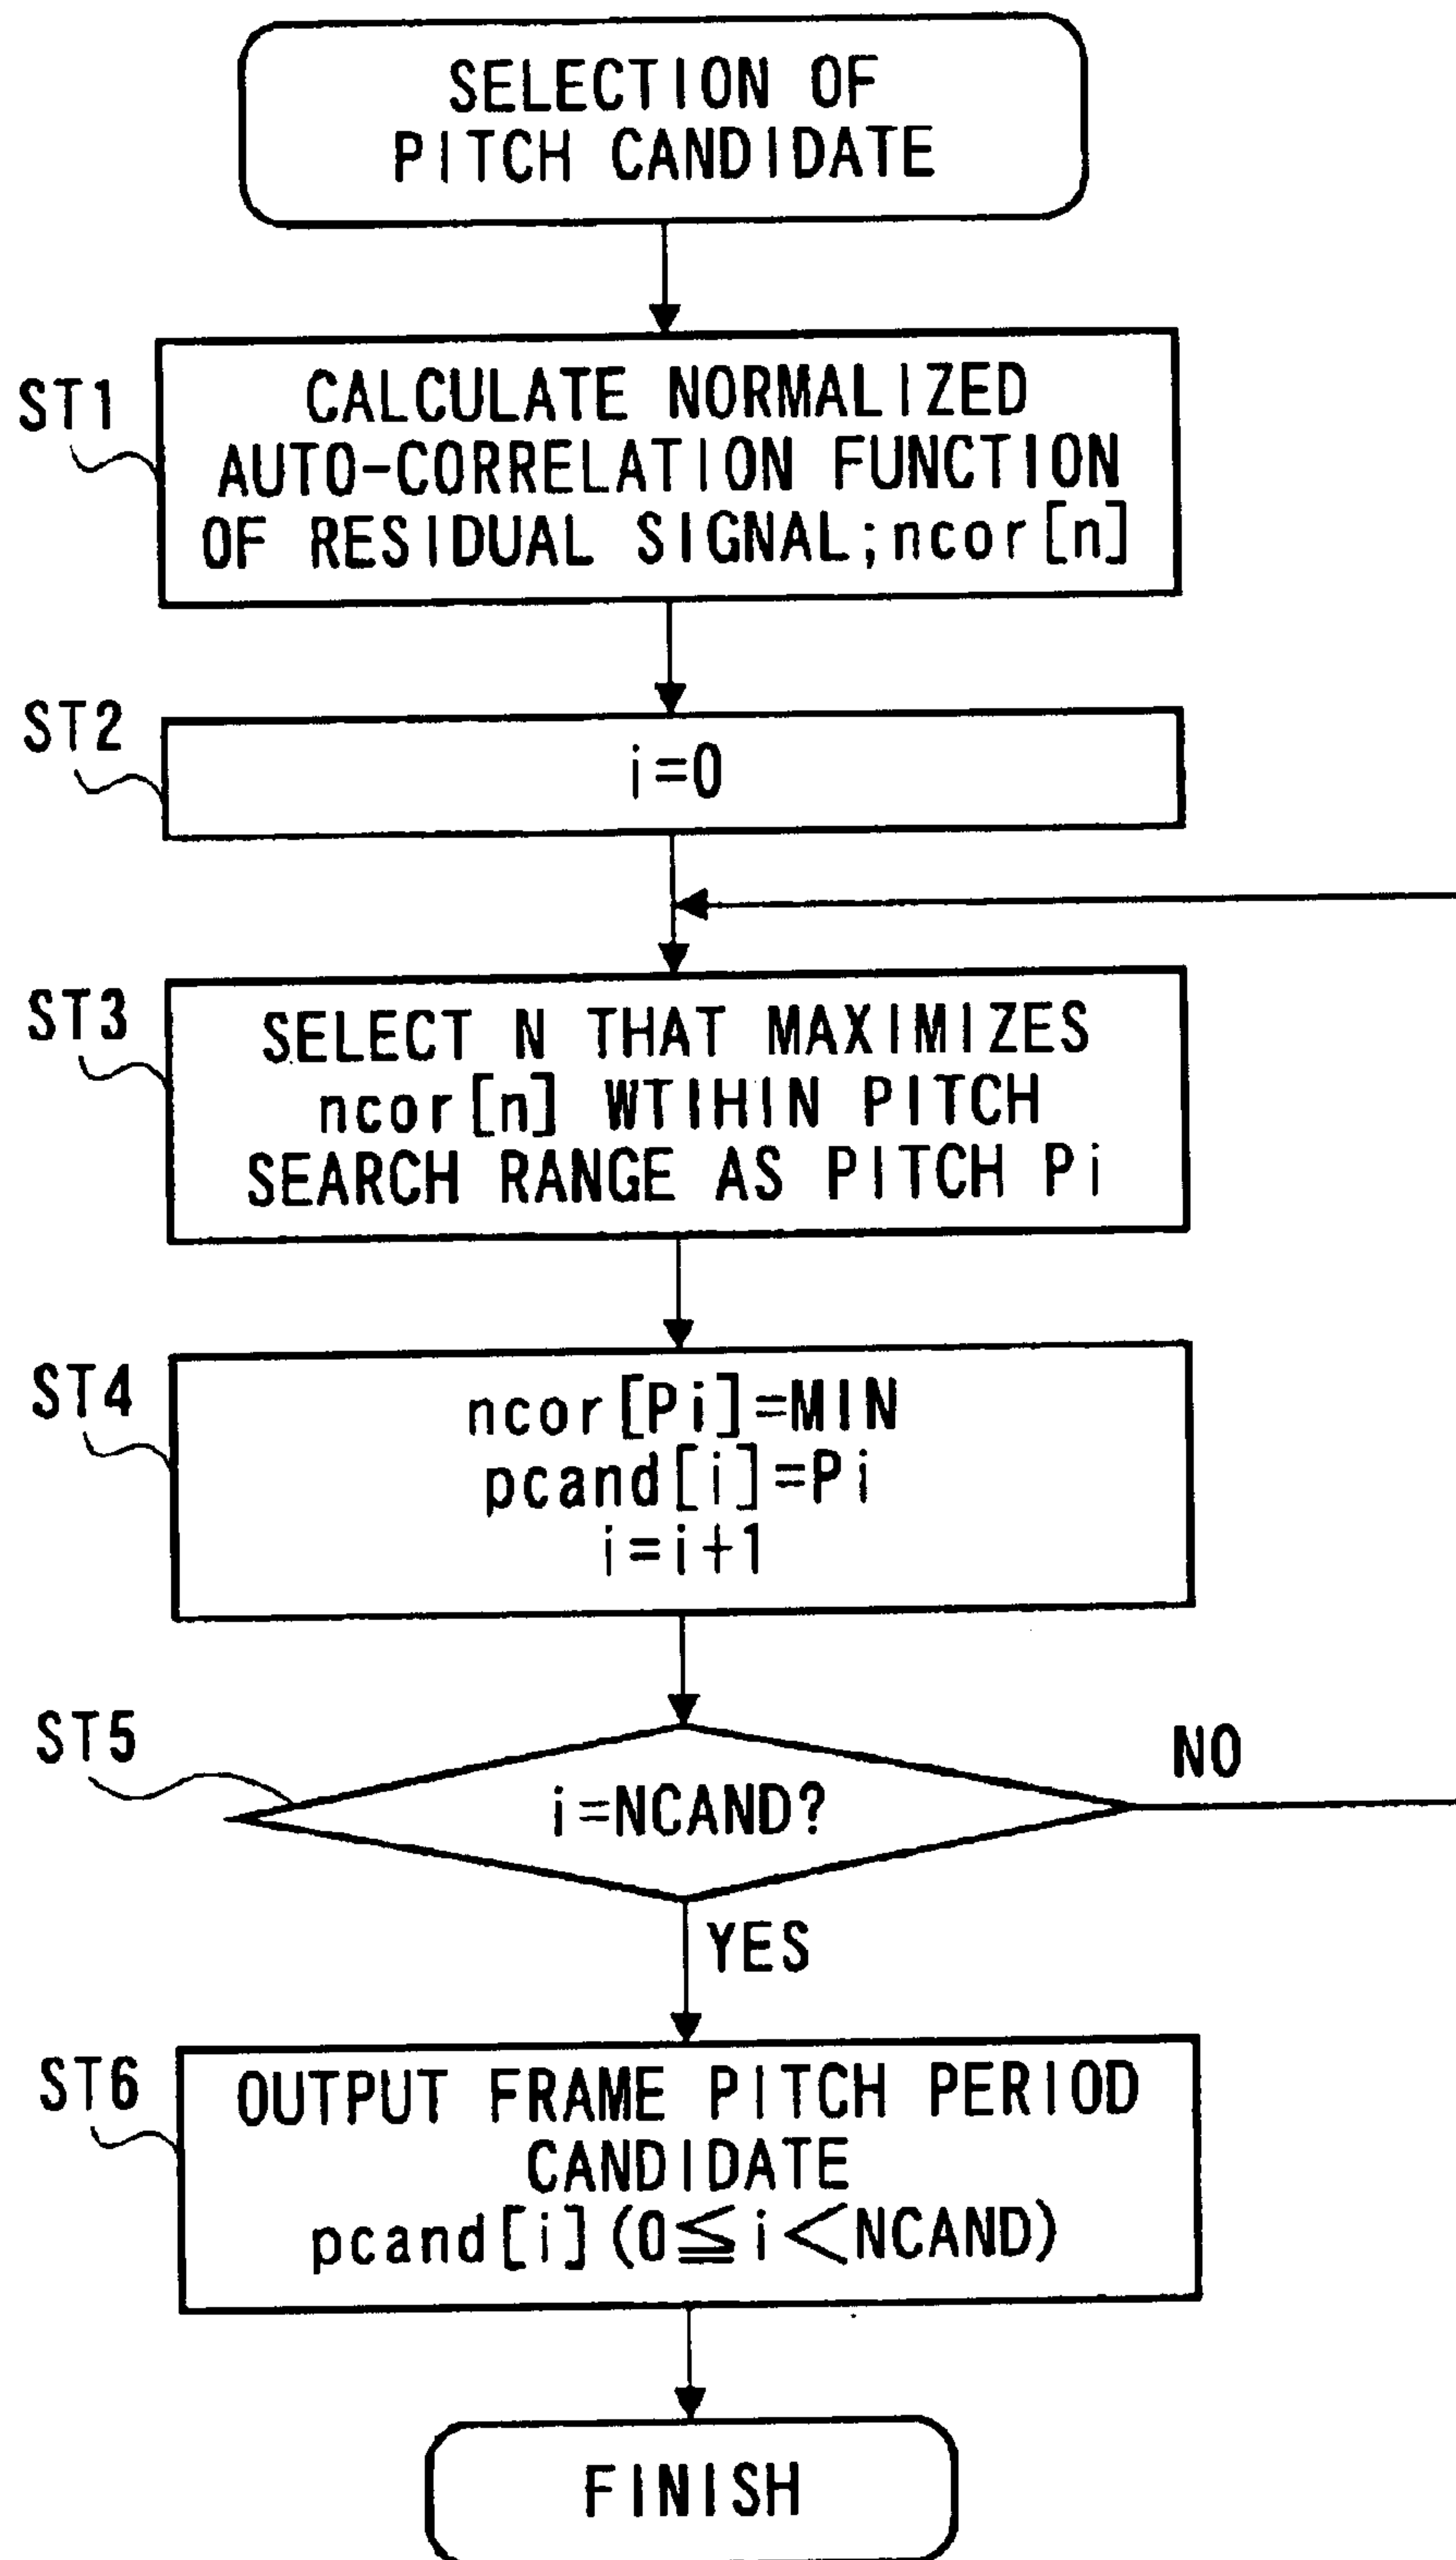 SELECTION OF
PITCH CANDIDATE
ST1
CALCULATE NORMALIZED
AUTO-CORRELATION FUNCTION
OF RESIDUAL SIGNAL;ncor[n]
ST2
i=0
ST3
SELECT N THAT MAXIMIZES
ncor[n] WTIHIN PITCH
SEARCH RANGE AS PITCH Pi
ST4
ncor[Pi]=MIN
pcand[i]=Pi
i=i+1
ST5
i=NCAND?
NO
YES
ST6
OUTPUT FRAME PITCH PERIOD
CANDIDATE
pcand[i](0≦i<NCAND)
FINISH